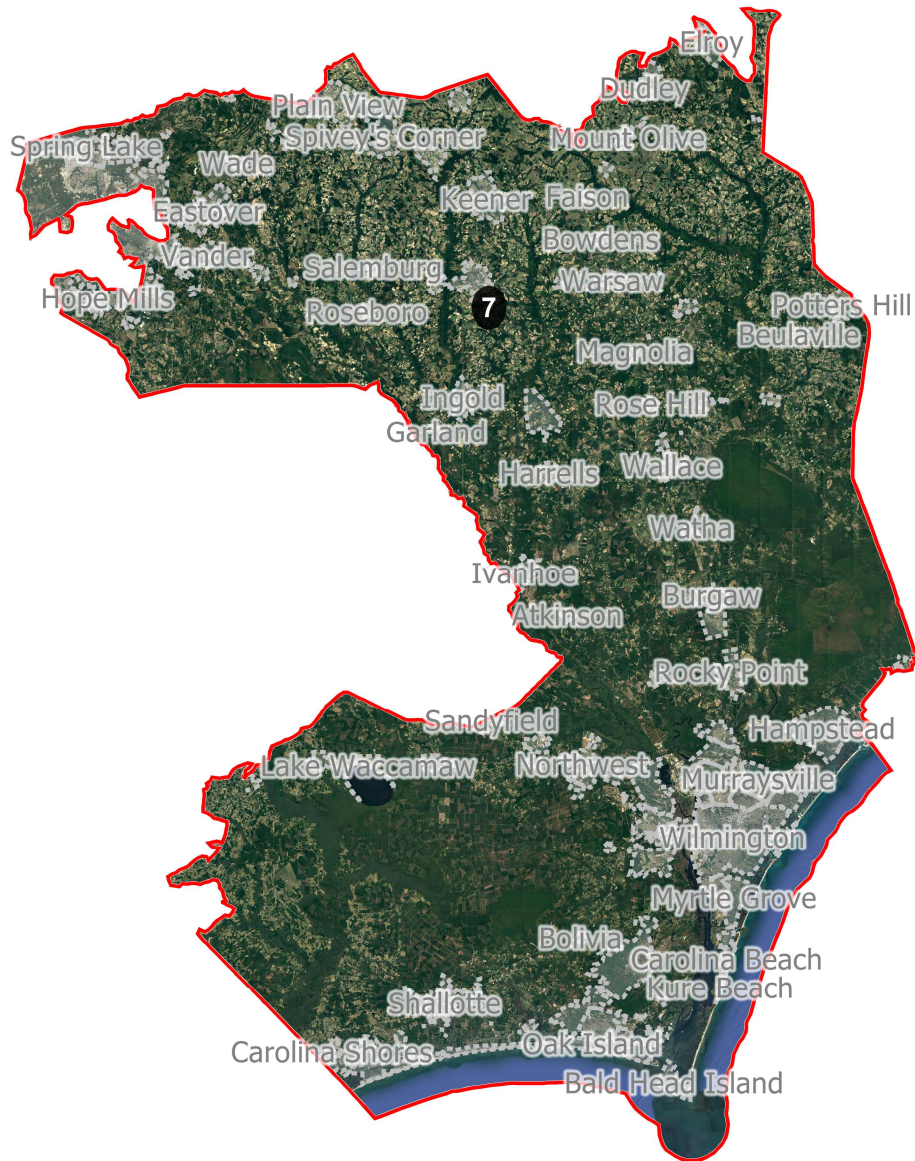 Elroy
Dudley
Plain View
Spivey's Corner
Mount Olive
Spring Lake
Wade
Keener
Faison
Eastover
Bowdens
Vander
Salemburg
Warsaw
Hope Mills
Roseboro
7
Potters Hill
Beulaville
Magnolia
Ingold
Rose Hill
Garland
Harrells
Wallace
Watha
Ivanhoe
Burgaw
Atkinson
Rocky Point
Sandyfield
Hampstead
Lake Waccamaw
Northwest
Murraysville
Wilmington
Myrtle Grove
Bolivia
Carolina Beach
Kure Beach
Shallotte
Carolina Shores
Oak Island
Bald Head Island